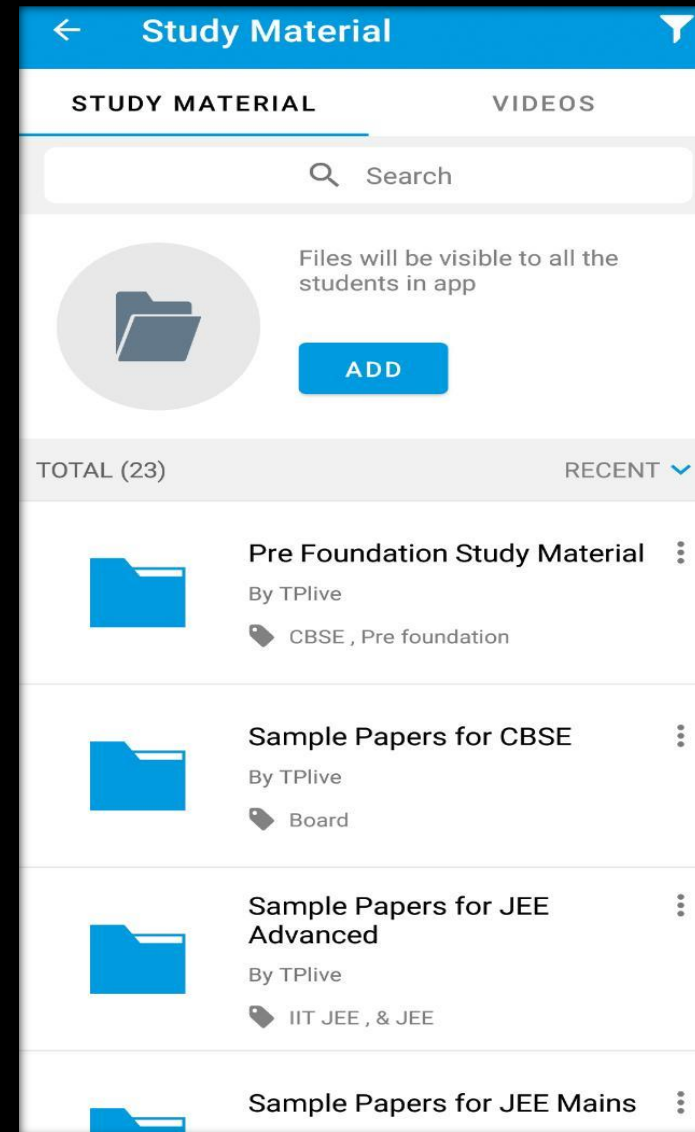 Study Material
STUDY MATERIAL VIDEOS
Search
Files will be visible to all the
students in app
ADD
TOTAL (23) RECENT
Pre Foundation Study Material
By TPlive
CBSE , Pre foundation
Sample Papers for CBSE
By TPlive
Board
Sample Papers for JEE
Advanced
By TPlive
IIT JEE , & JEE
Sample Papers for JEE Mains